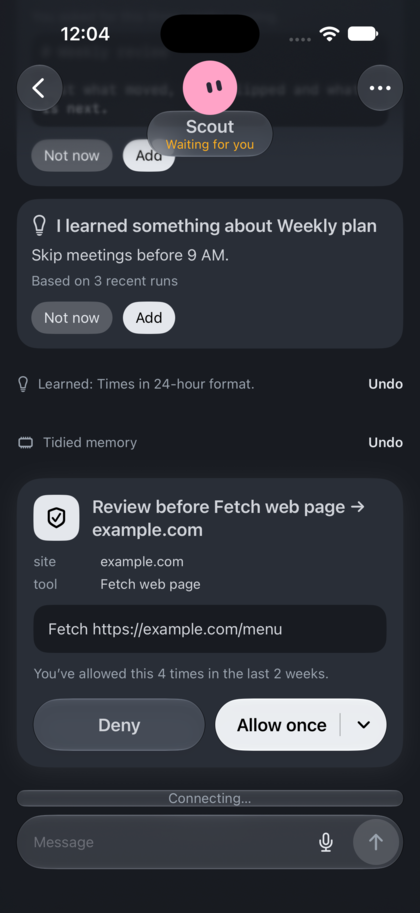 12:04
is next.
Not now
Add
Scout
Waiting for you
I learned something about Weekly plan
Skip meetings before 9 AM.
Based on 3 recent runs
Not now
Add
Learned: Times in 24-hour format.
Undo
Tidied memory
Undo
Review before Fetch web page →
example.com
site
example.com
tool
Fetch web page
Fetch https://example.com/menu
You've allowed this 4 times in the last 2 weeks.
Deny
Allow once
Connecting...
Message